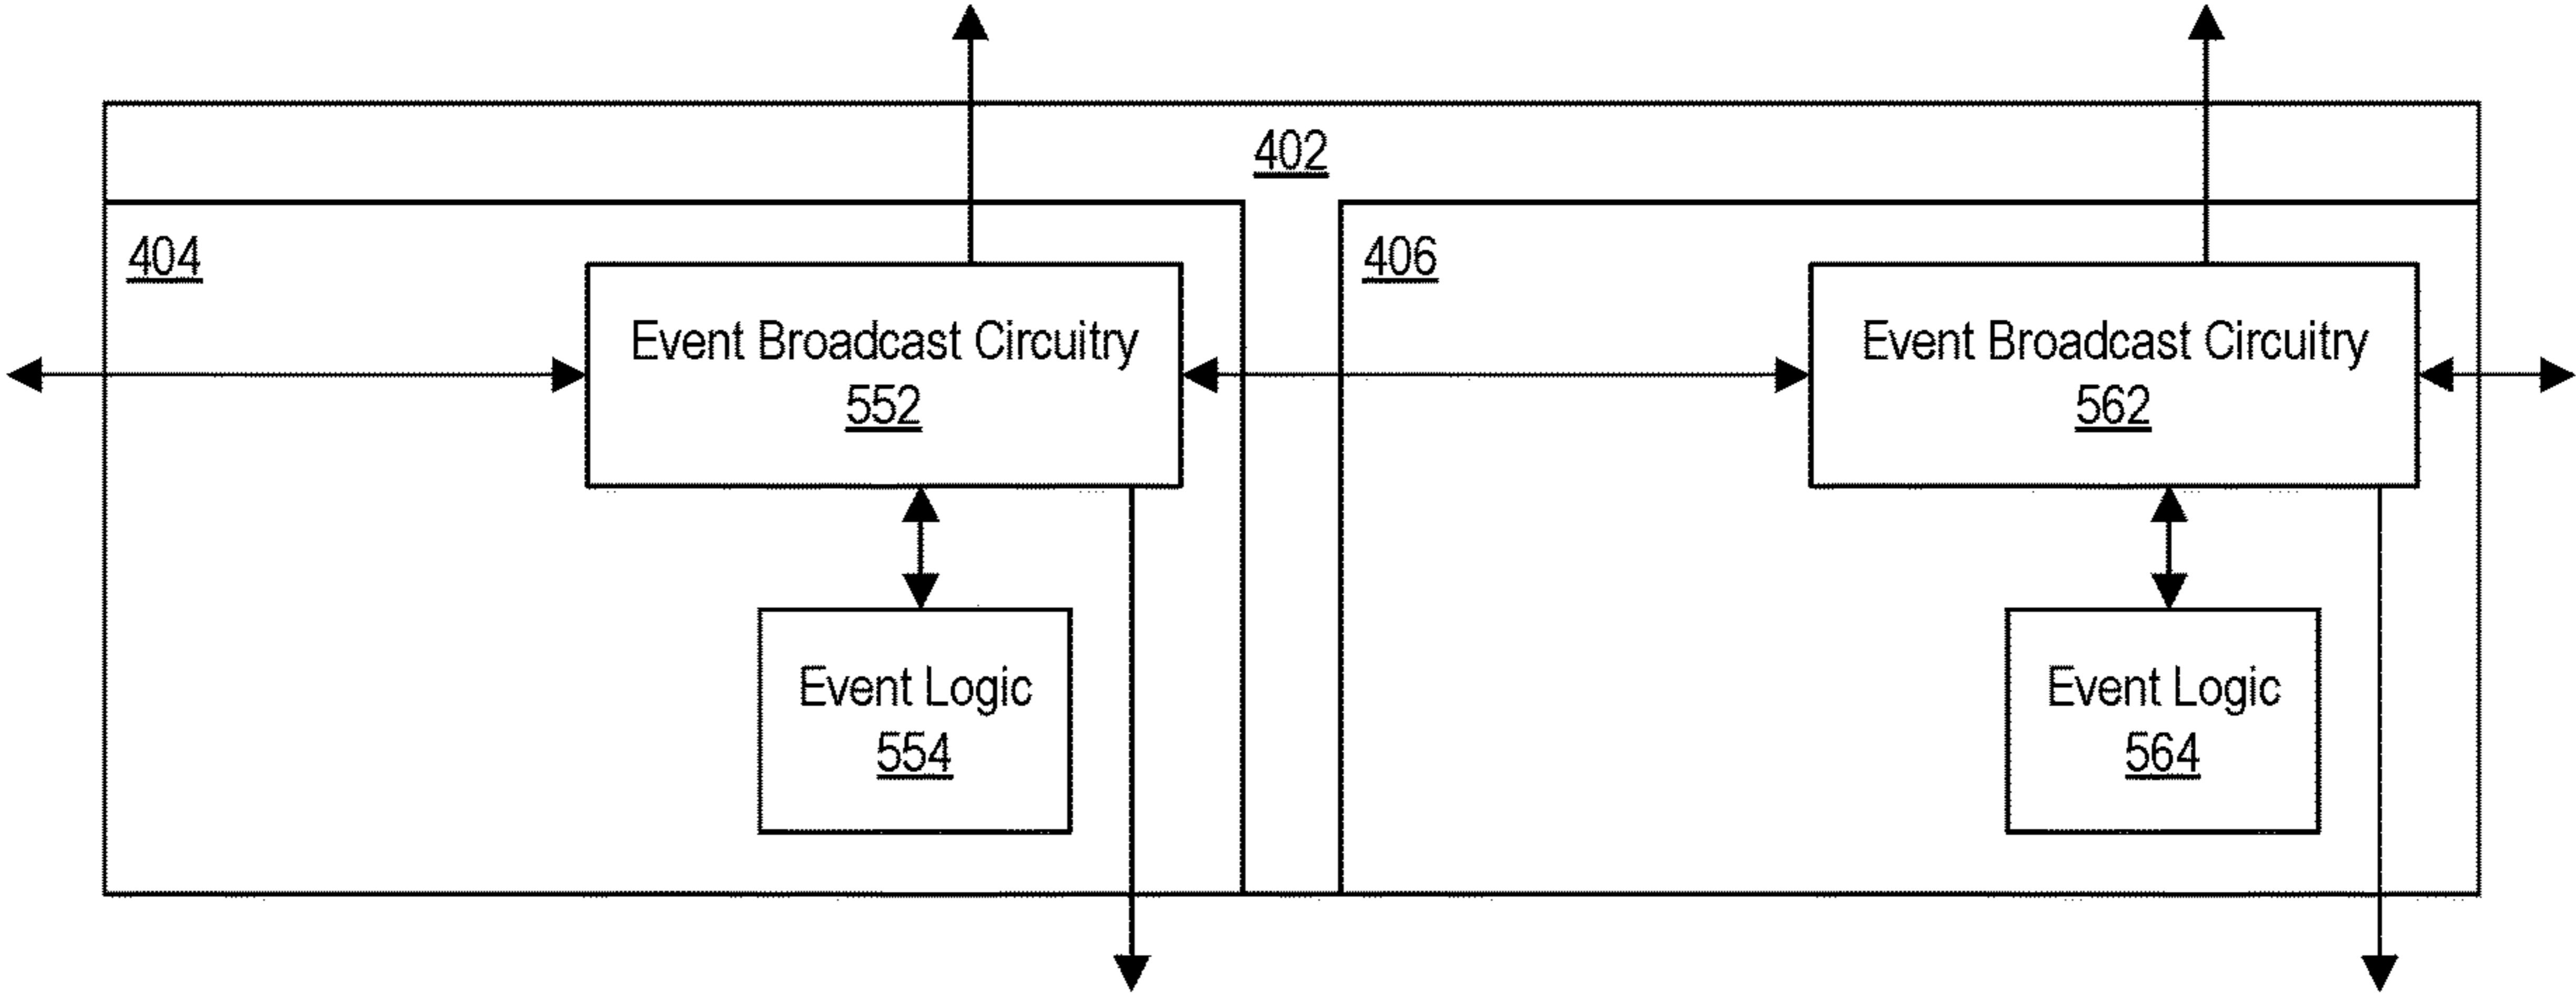 402
404
406
Event Broadcast Circuitry
552
Event Broadcast Circuitry
562
Event Logic
554
Event Logic
564